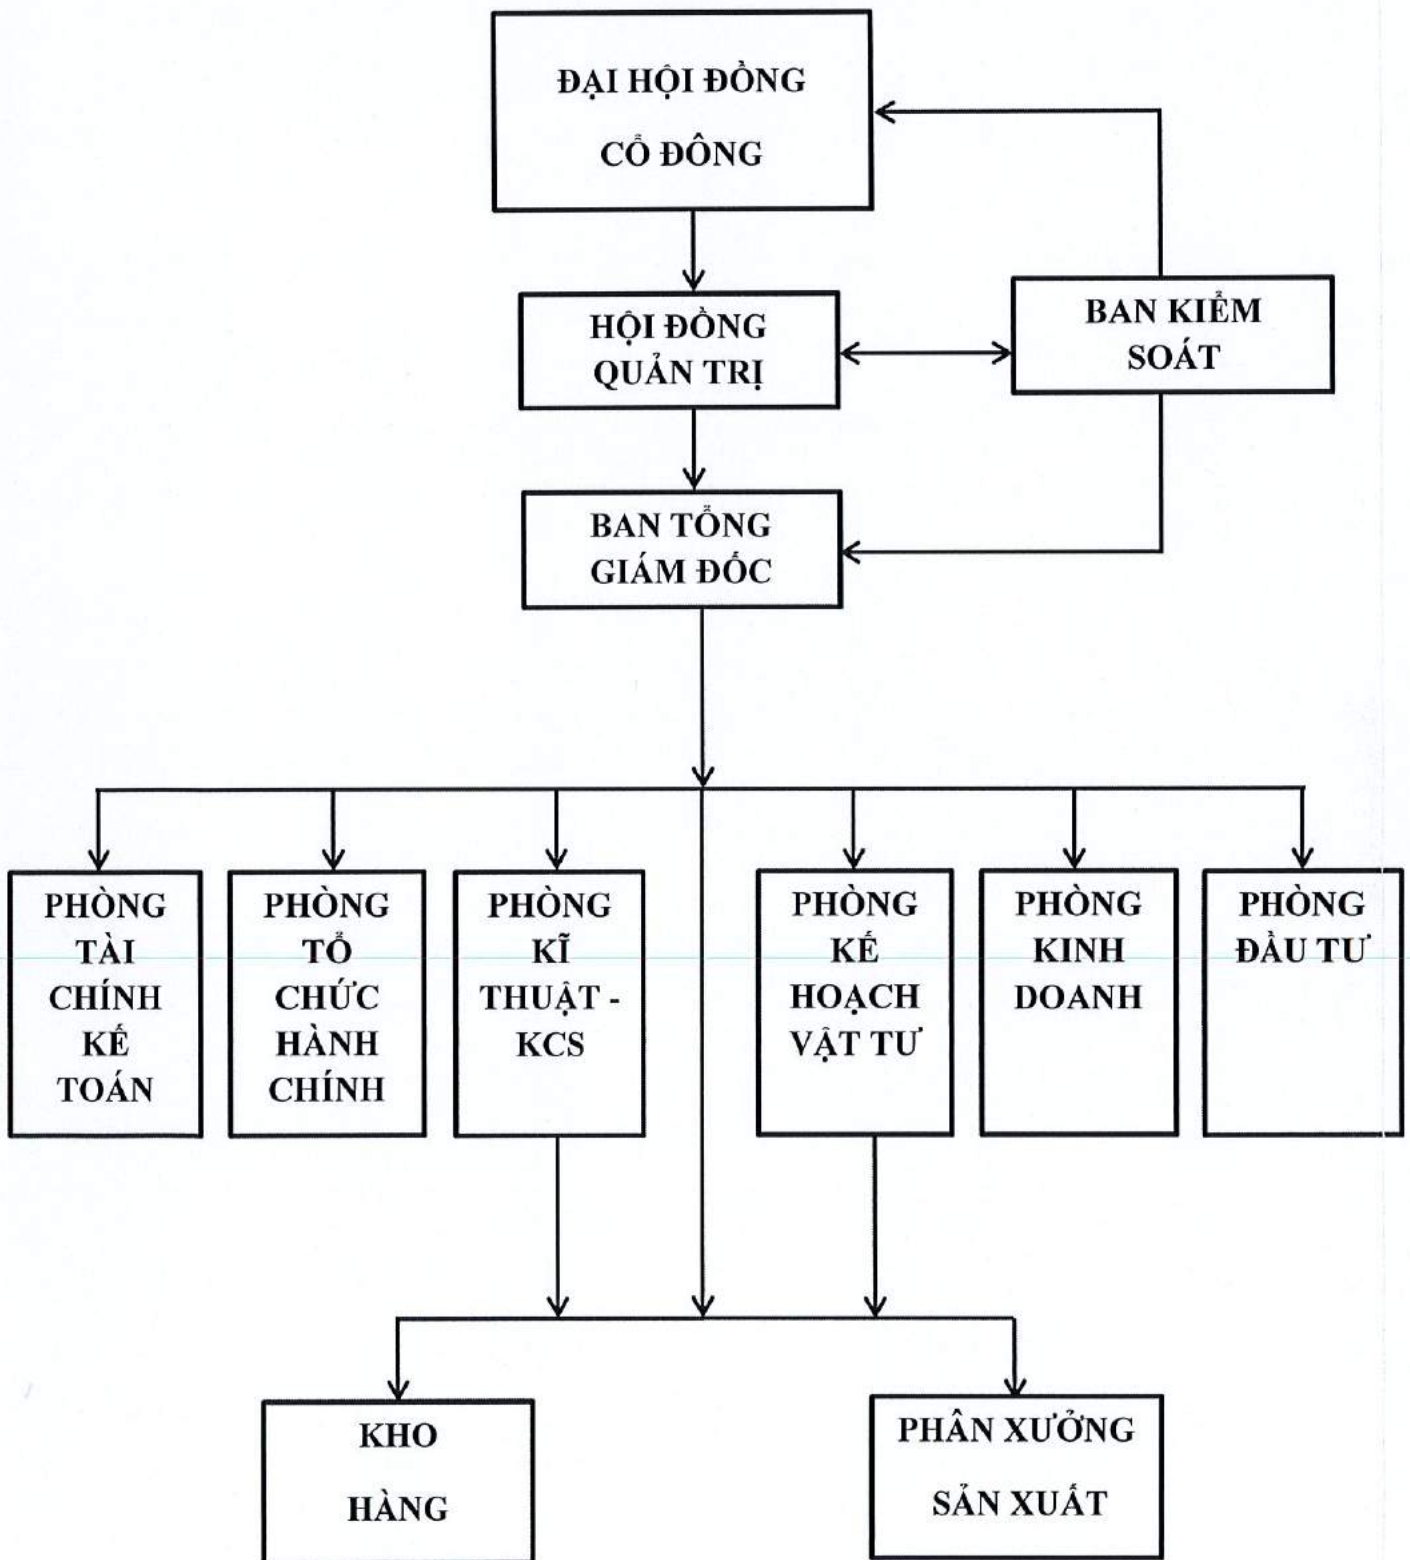 ĐẠI HỘI ĐỒNG
CỔ ĐÔNG
HỘI ĐỒNG
QUẢN TRỊ
BAN KIỂM
SOÁT
BAN TỔNG
GIÁM ĐỐC
PHÒNG
TÀI
CHÍNH
KẾ
TOÁN
PHÒNG
TỔ
CHỨC
HÀNH
CHÍNH
PHÒNG
KĨ
THUẬT -
KCS
PHÒNG
KẾ
HOẠCH
VẬT TƯ
PHÒNG
KINH
DOANH
PHÒNG
ĐẦU TƯ
KHO
HÀNG
PHÂN XƯỞNG
SẢN XUẤT